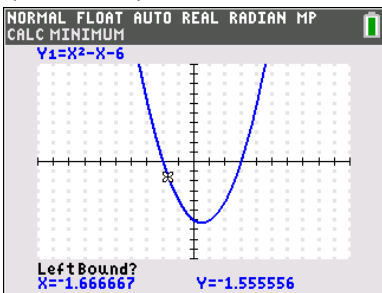 NORMAL FLOAT AUTO REAL RADIAN MP
CALC MINIMUM
Y1=X²-X-6
LeftBound?
X=-1.666667 Y=-1.555556